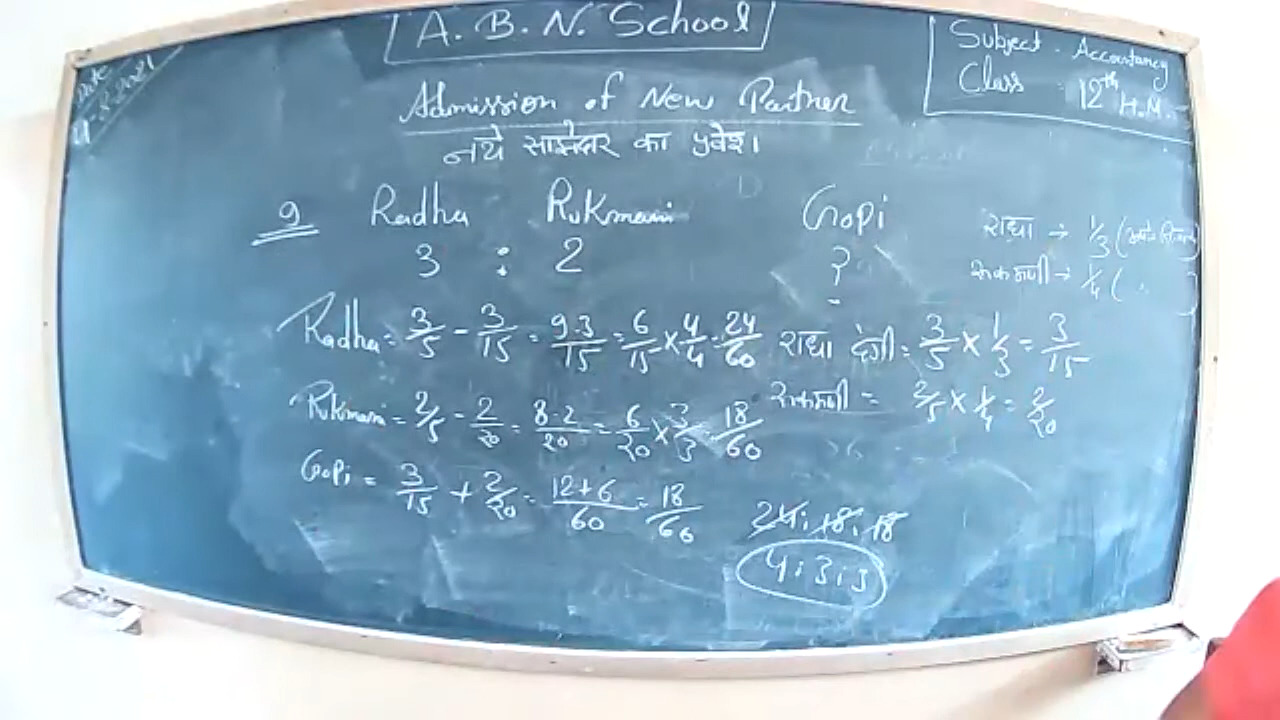 A. B. N. School
Subject - Accountancy
Class 12th H.M.
Admission of New Partner
नये साझेदार का प्रवेश।
9 Radha Rukmani Gopi
3 : 2 ?
राधा → 1/3
रुकमणी → 1/4 (
Radha = 3/5 - 3/15 = 9-3/15 = 6/15 × 4/4 = 24/60
राधा देगी = 3/5 × 1/3 = 3/15
Rukmani = 2/5 - 2/20 = 8-2/20 = 6/20 × 3/3 = 18/60
रुकमणी = 2/5 × 1/4 = 2/20
Gopi = 3/15 + 2/20 = 12+6/60 = 18/60
24:18:18
4:3:3